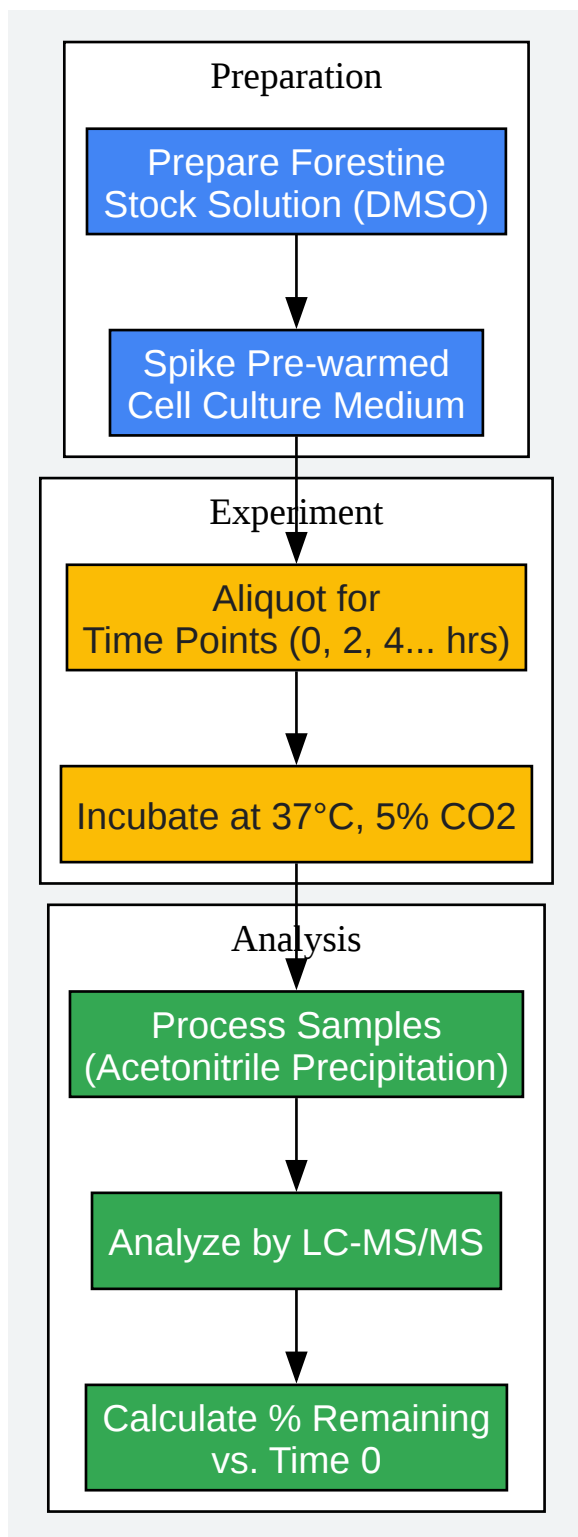 Preparation
Prepare Forestine
Stock Solution (DMSO)
Spike Pre-warmed
Cell Culture Medium
Experiment
Aliquot for
Time Points (0, 2, 4... hrs)
Incubate at 37°C, 5% CO2
Analysis
Process Samples
(Acetonitrile Precipitation)
Analyze by LC-MS/MS
Calculate % Remaining
vs. Time 0